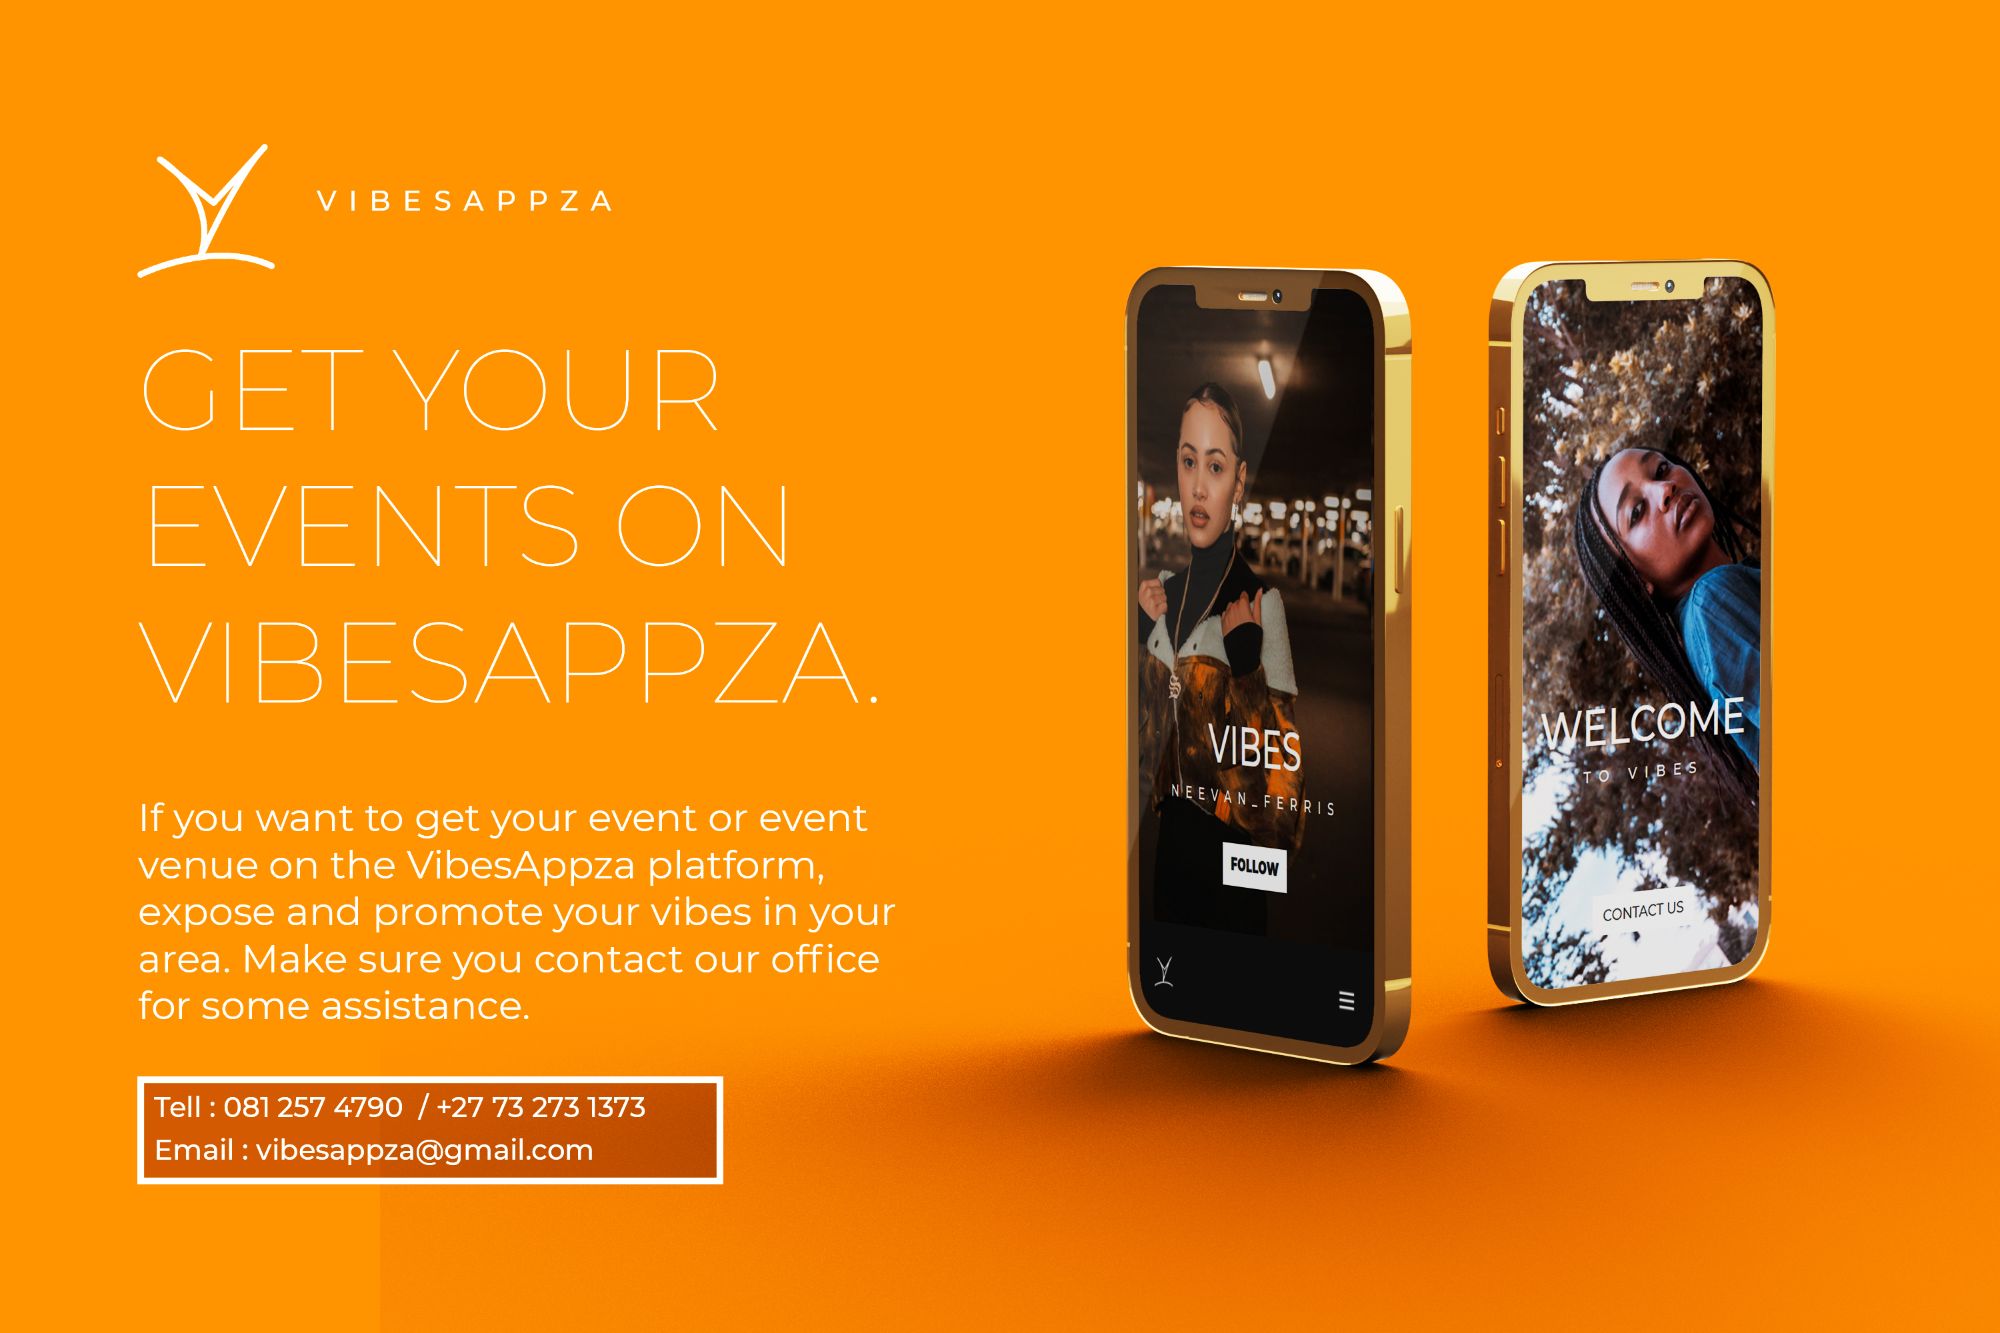 VIBESAPPZA
GET YOUR
EVENTS ON
VIBESAPPZA.
If you want to get your event or event
venue on the VibesAppza platform,
expose and promote your vibes in your
area. Make sure you contact our office
for some assistance.
Tell : 081 257 4790 / +27 73 273 1373
Email : vibesappza@gmail.com
VIBES
NEEVAN_FERRIS
FOLLOW
WELCOME
TO VIBES
CONTACT US